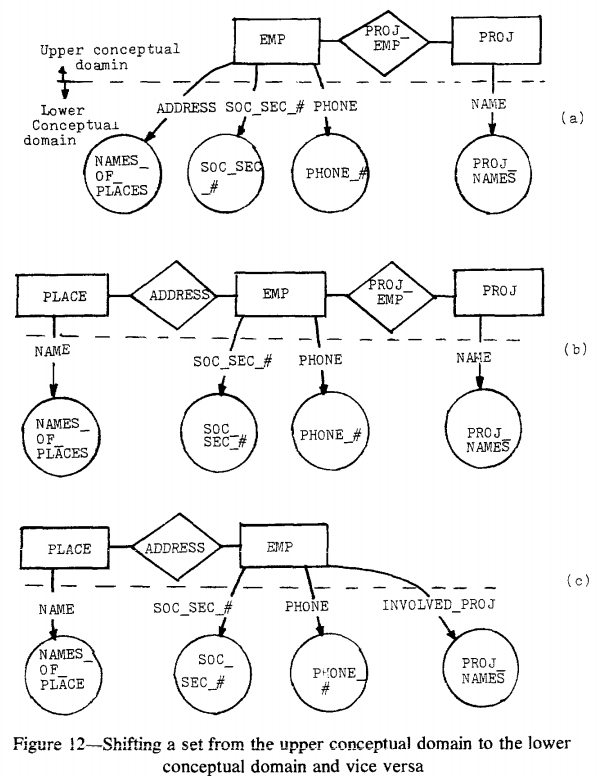 Upper conceptual
doamin
Lower
Conceptual
domain
EMP
PROJ_
EMP
PROJ
ADDRESS SOC_SEC_# PHONE
NAME
(a)
NAMES_
OF_
PLACES
SOC_SEC
_#
PHONE_#
PROJ_
NAMES
PLACE
ADDRESS
EMP
PROJ_
EMP
PROJ
NAME
SOC_SEC_#
PHONE
NAME
(b)
NAMES_
OF_
PLACES
SOC_
SEC_#
PHONE_#
PROJ_
NAMES
PLACE
ADDRESS
EMP
(c)
NAME
SOC_SEC_#
PHONE
INVOLVED_PROJ
NAMES_
OF_
PLACE
SOC_
SEC_#
PHONE_
#
PROJ_
NAMES
Figure 12—Shifting a set from the upper conceptual domain to the lower
conceptual domain and vice versa